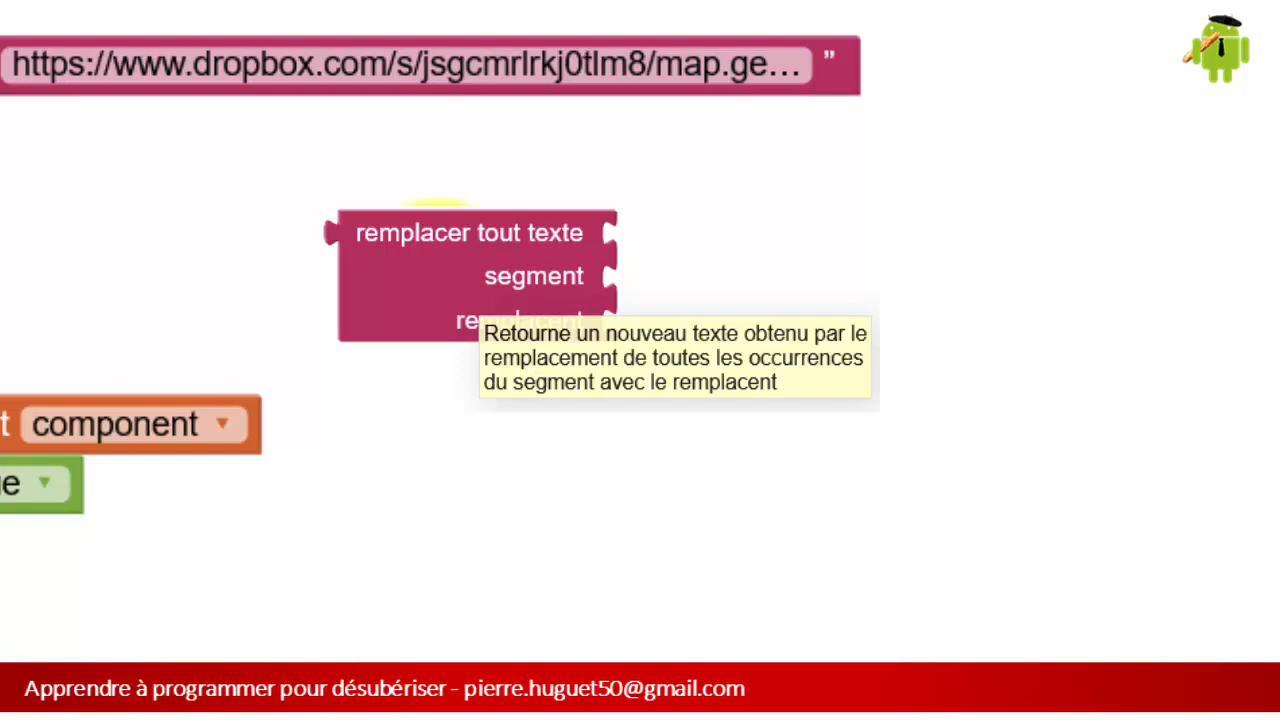 https://www.dropbox.com/s/jsgcmrlrkj0tlm8/map.ge… ”
remplacer tout texte
segment
remplacent
Retourne un nouveau texte obtenu par le
remplacement de toutes les occurrences
du segment avec le remplacent
t component
e
Apprendre à programmer pour désubériser - pierre.huguet50@gmail.com